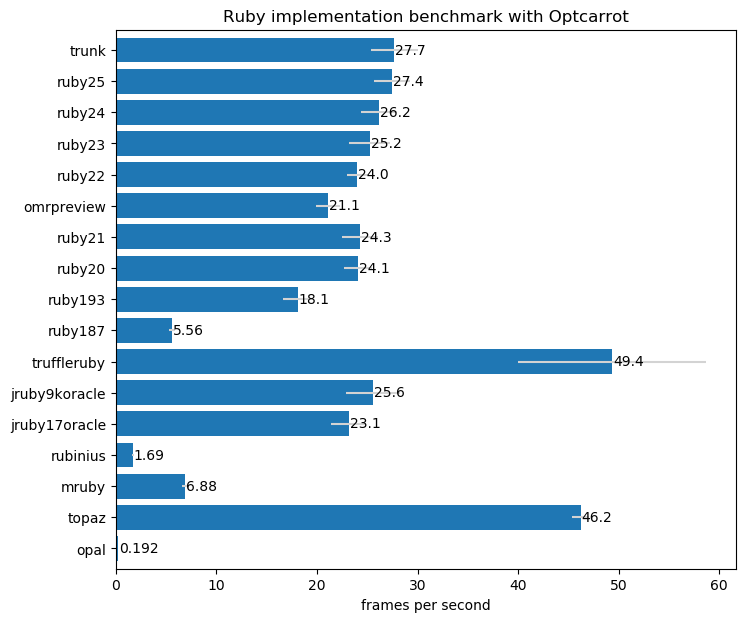 Ruby implementation benchmark with Optcarrot
trunk 27.7
ruby25 27.4
ruby24 26.2
ruby23 25.2
ruby22 24.0
omrpreview 21.1
ruby21 24.3
ruby20 24.1
ruby193 18.1
ruby187 5.56
truffleruby 49.4
jruby9koracle 25.6
jruby17oracle 23.1
rubinius 1.69
mruby 6.88
topaz 46.2
opal 0.192
0 10 20 30 40 50 60
frames per second